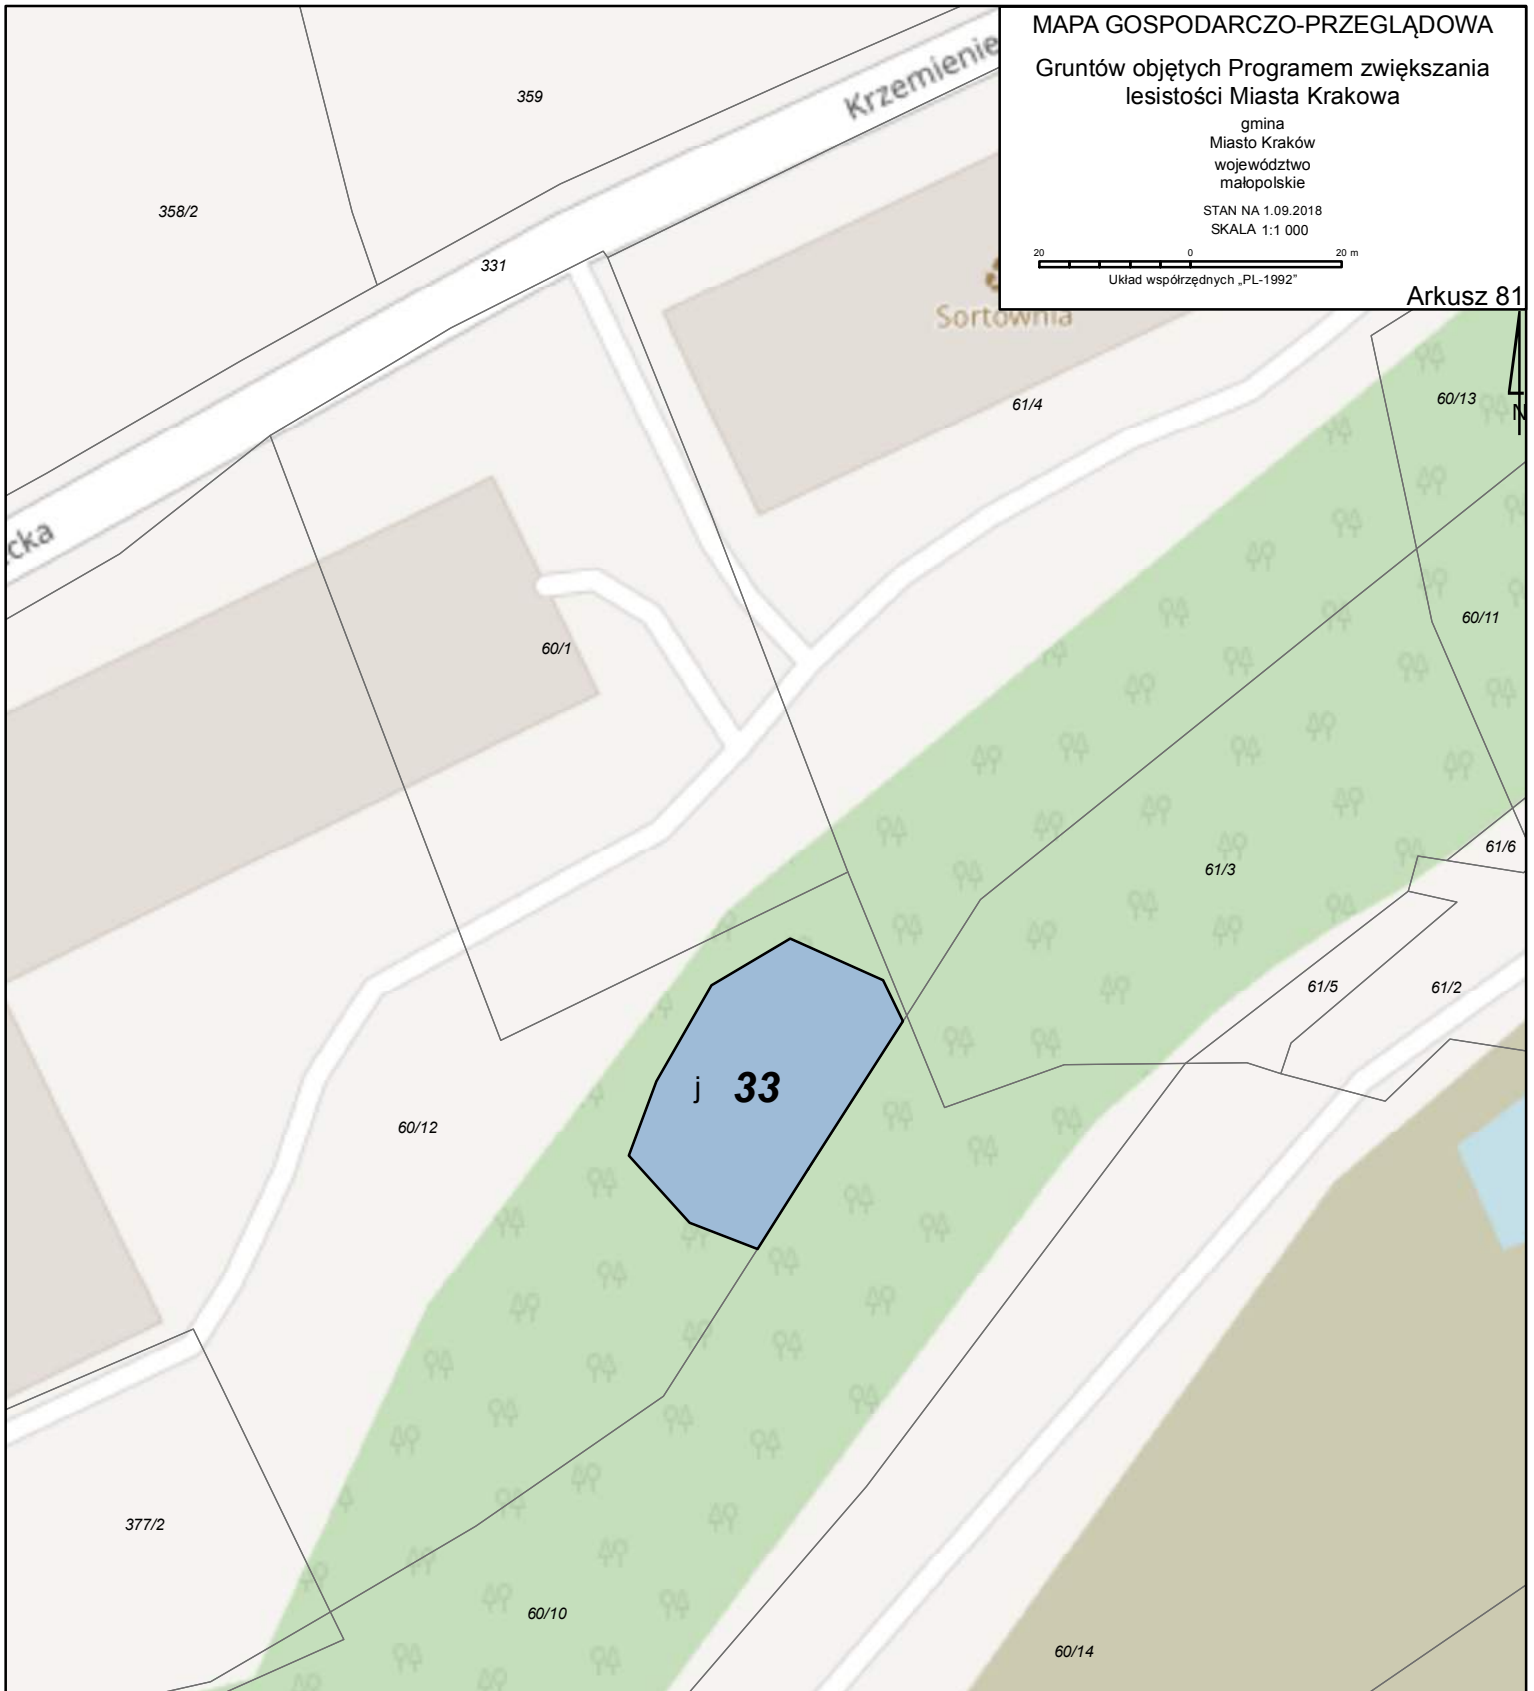 MAPA GOSPODARCZO-PRZEGLĄDOWA
Gruntów objętych Programem zwiększania
lesistości Miasta Krakowa
gmina
Miasto Kraków
województwo
małopolskie
STAN NA 1.09.2018
SKALA 1:1 000
20 0 20 m
Układ współrzędnych „PL-1992”
Arkusz 81
N
Krzemienie
359
358/2
331
Sortownia
61/4
60/13
cka
60/11
60/1
61/6
61/3
61/5
61/2
j 33
60/12
377/2
60/10
60/14